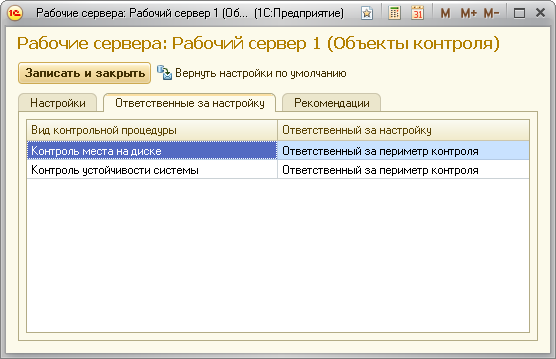 Рабочие сервера: Рабочий сервер 1 (Об... (1С:Предприятие)
31 M M+ M-
Рабочие сервера: Рабочий сервер 1 (Объекты контроля)
Записать и закрыть Вернуть настройки по умолчанию
Настройки Ответственные за настройку Рекомендации
Вид контрольной процедуры Ответственный за настройку
Контроль места на диске Ответственный за периметр контроля
Контроль устойчивости системы Ответственный за периметр контроля